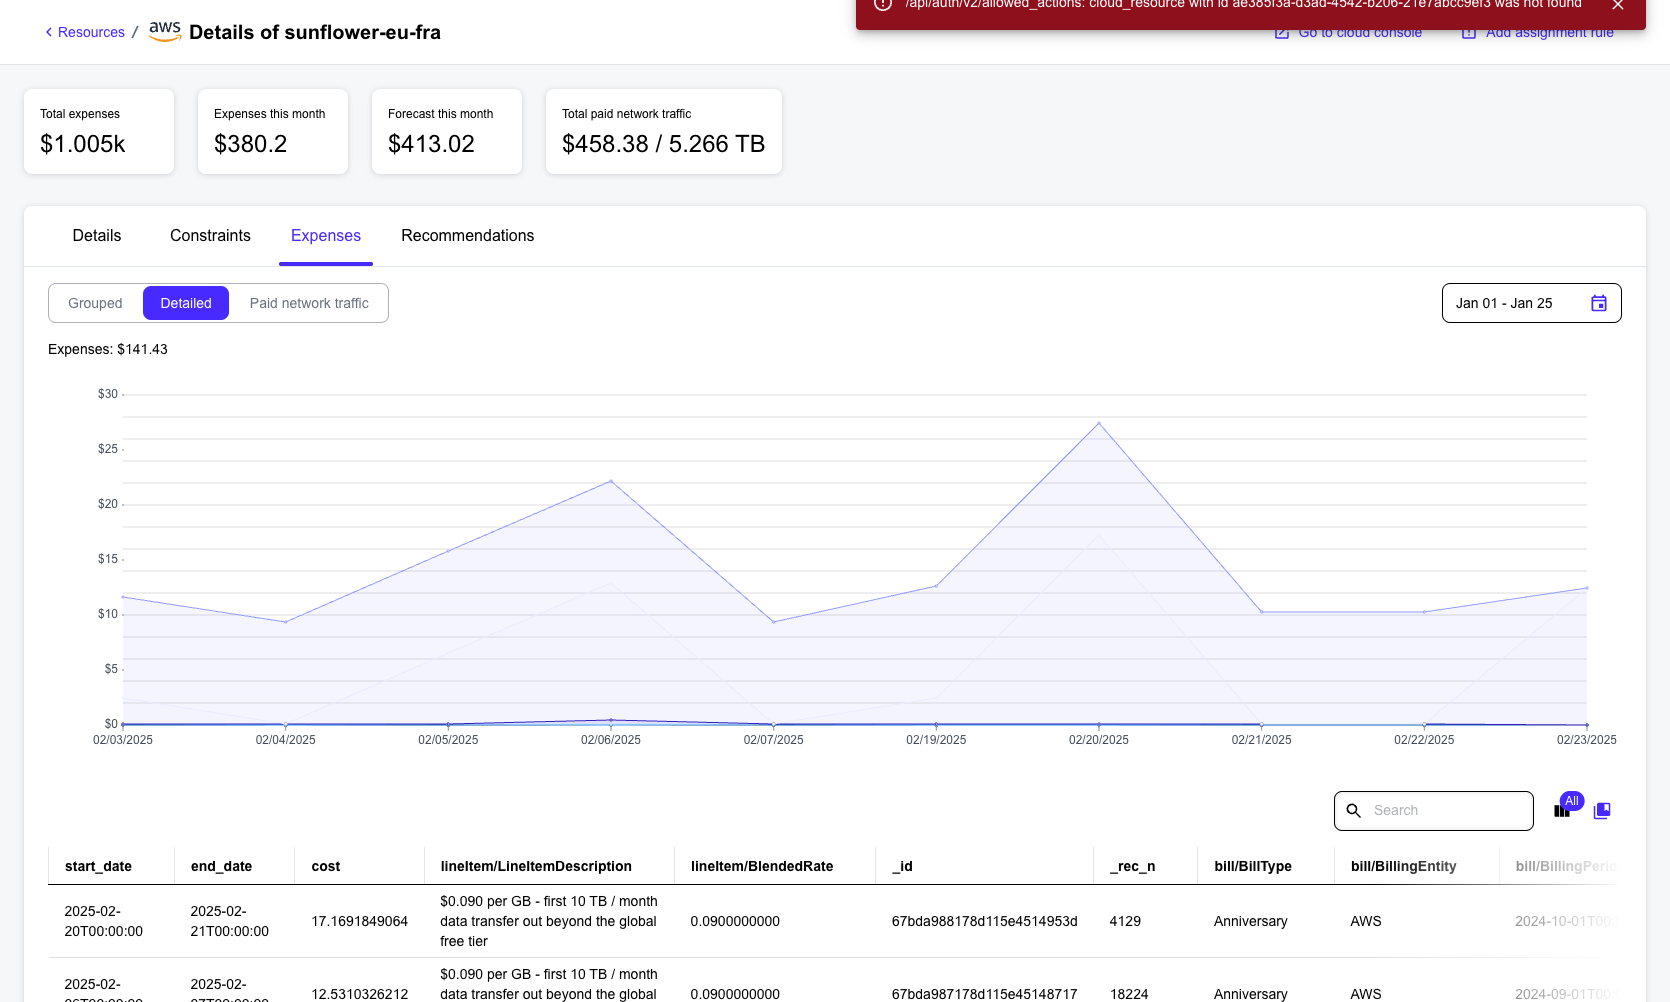 /api/auth/v2/allowed_actions: cloud_resource with id ae385f3a-d3ad-4542-b206-21e7abcc9ef3 was not found
Resources / aws Details of sunflower-eu-fra
Go to cloud console Add assignment rule
Total expenses
$1.005k
Expenses this month
$380.2
Forecast this month
$413.02
Total paid network traffic
$458.38 / 5.266 TB
Details Constraints Expenses Recommendations
Grouped Detailed Paid network traffic
Jan 01 - Jan 25
Expenses: $141.43
$30
$25
$20
$15
$10
$5
$0
02/03/2025 02/04/2025 02/05/2025 02/06/2025 02/07/2025 02/19/2025 02/20/2025 02/21/2025 02/22/2025 02/23/2025
Search
All
start_date end_date cost lineItem/LineItemDescription lineItem/BlendedRate _id _rec_n bill/BillType bill/BillingEntity
2025-02-20T00:00:00
2025-02-21T00:00:00
17.1691849064
$0.090 per GB - first 10 TB / month
data transfer out beyond the global
free tier
0.0900000000
67bda988178d115e4514953d
4129
Anniversary
AWS
2024-10-01T00:
2025-02-
2025-02-
12.5310326212
$0.090 per GB - first 10 TB / month
data transfer out beyond the global
0.0900000000
67bda987178d115e45148717
18224
Anniversary
AWS
2024-09-01T00: